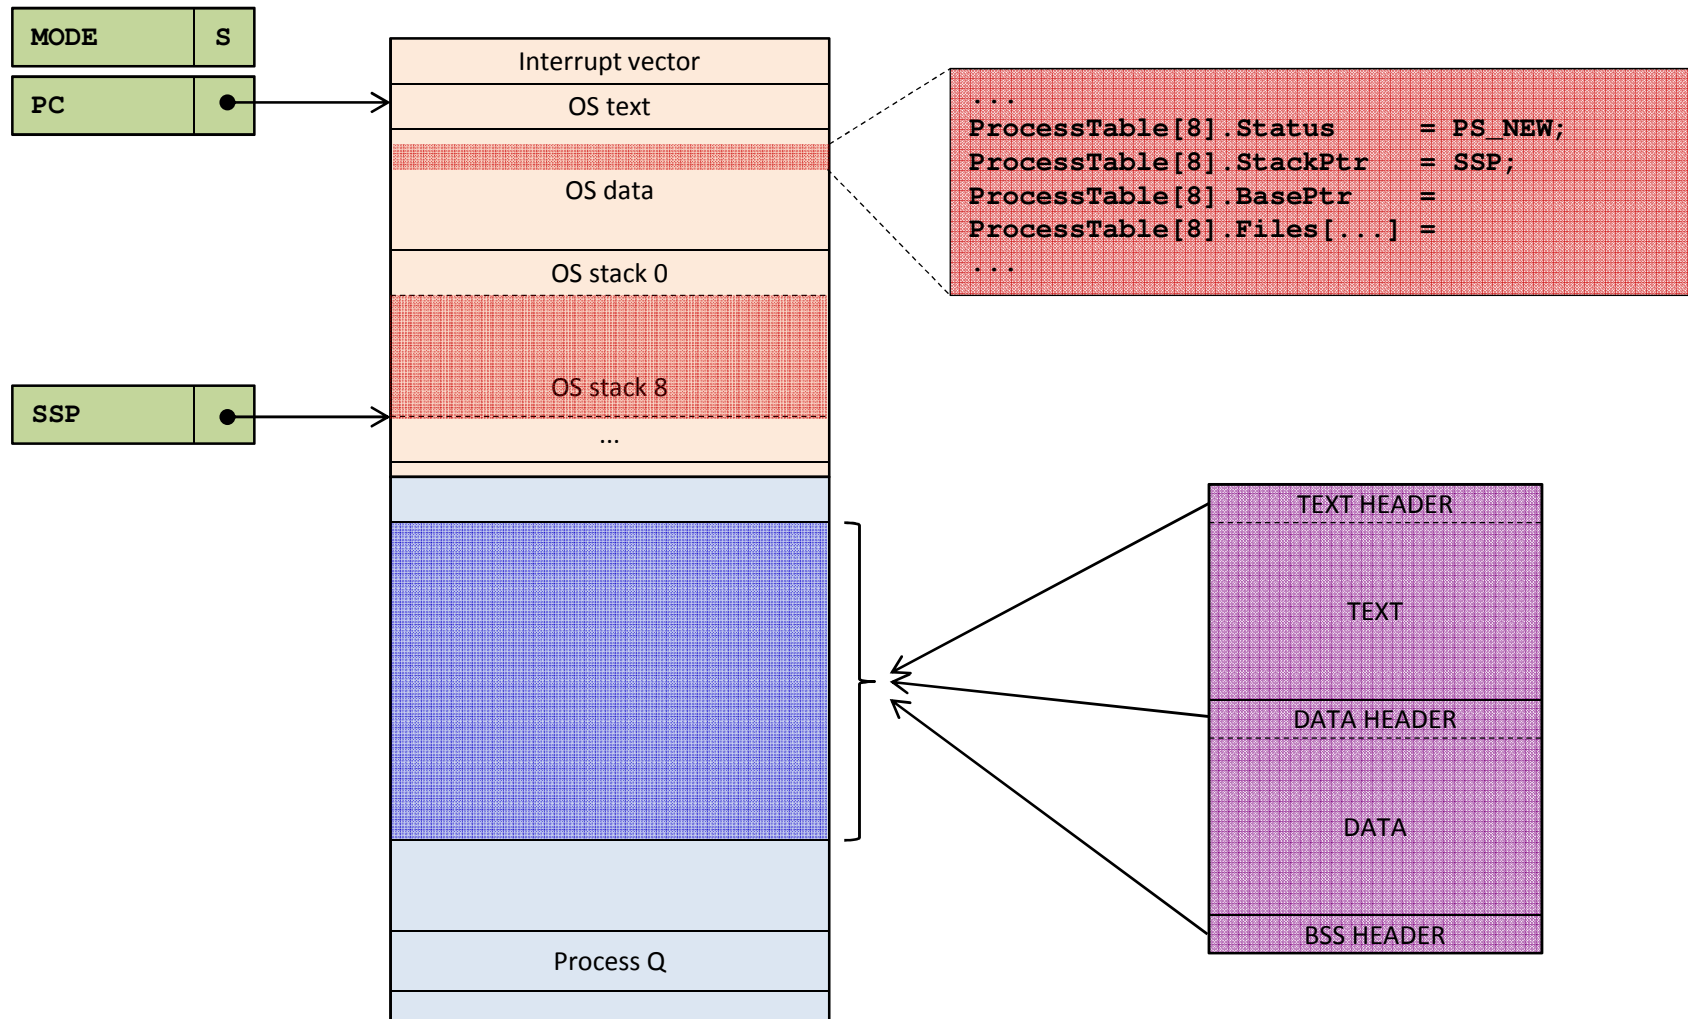 MODE S
PC
SSP
Interrupt vector
OS text
OS data
OS stack 0
OS stack 8
...
Process Q
...
ProcessTable[8].Status = PS_NEW;
ProcessTable[8].StackPtr = SSP;
ProcessTable[8].BasePtr =
ProcessTable[8].Files[...] =
...
TEXT HEADER
TEXT
DATA HEADER
DATA
BSS HEADER